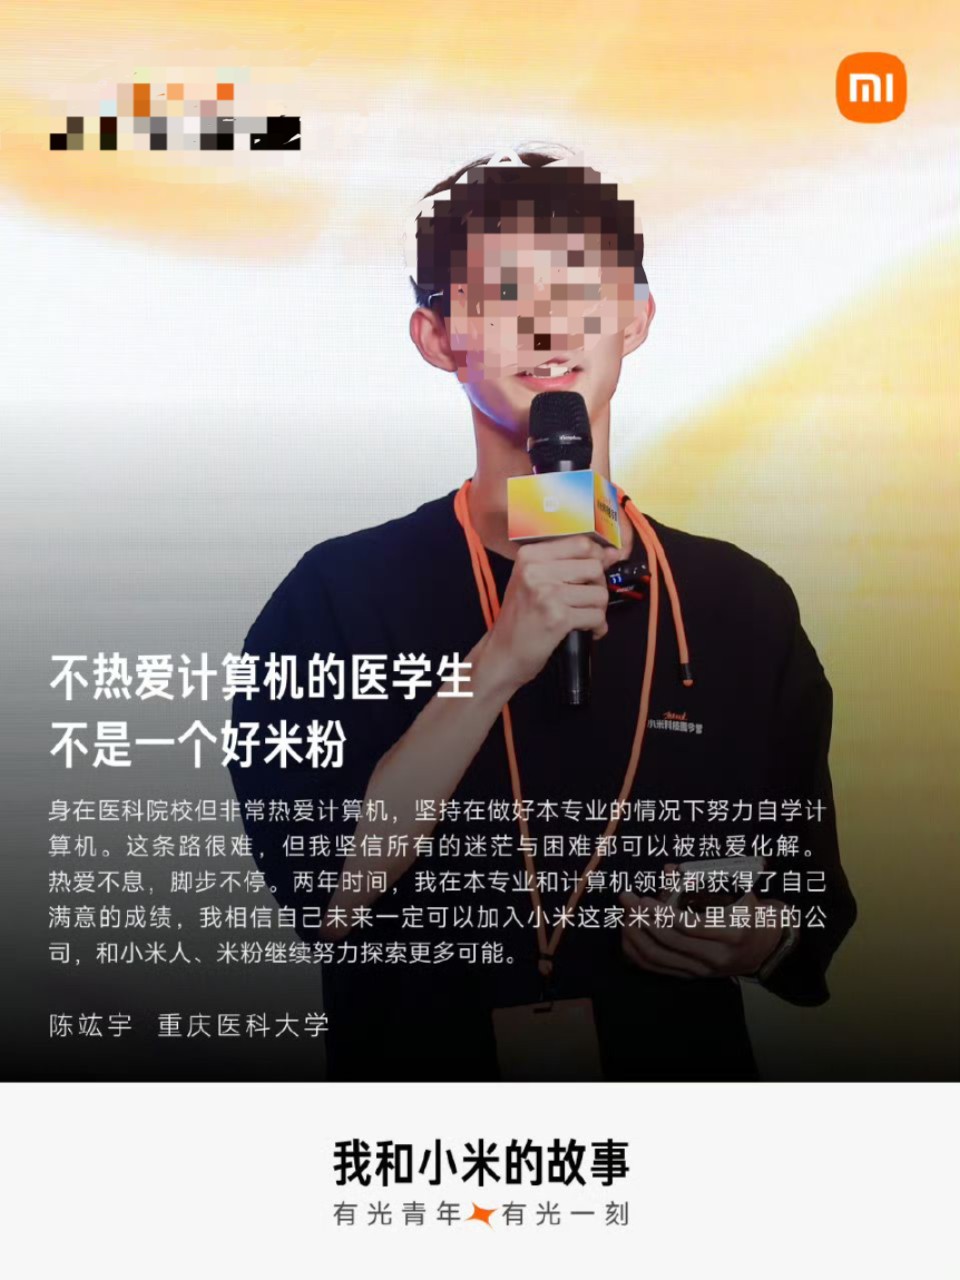 不热爱计算机的医学生
不是一个好米粉
身在医科院校但非常热爱计算机，坚持在做好本专业的情况下努力自学计
算机。这条路很难，但我坚信所有的迷茫与困难都可以被热爱化解。
热爱不息，脚步不停。两年时间，我在本专业和计算机领域都获得了自己
满意的成绩，我相信自己未来一定可以加入小米这家米粉心里最酷的公
司，和小米人、米粉继续努力探索更多可能。
陈竑宇 重庆医科大学
我和小米的故事
有光青年 有光一刻